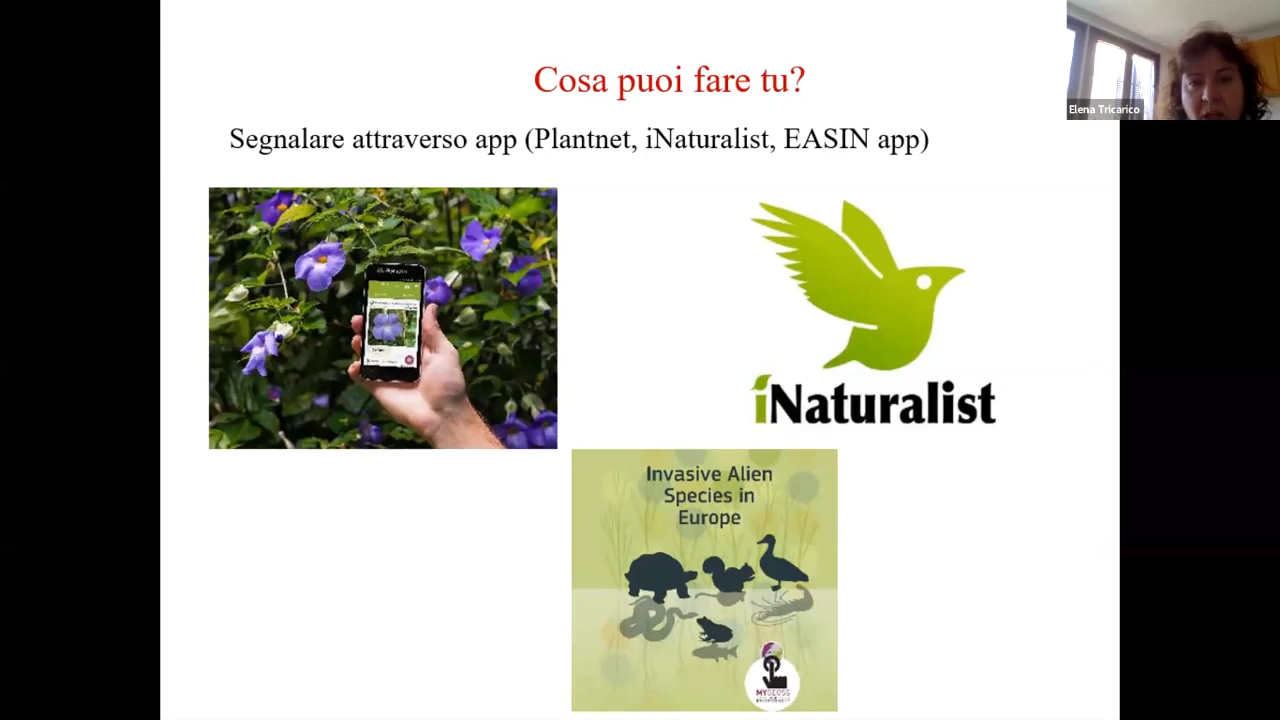 Cosa puoi fare tu?
Elena Tricarico
Segnalare attraverso app (Plantnet, iNaturalist, EASIN app)
iNaturalist
Invasive Alien
Species in
Europe
MYGEOSS